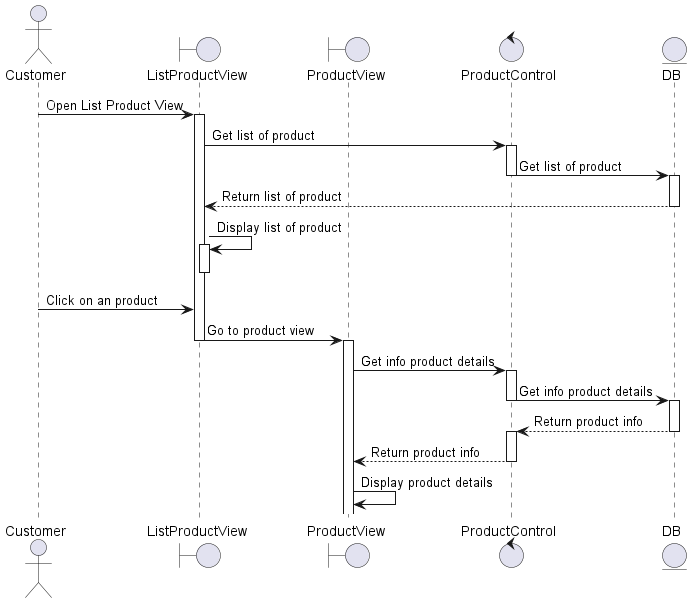 Customer
ListProductView
ProductView
ProductControl
DB
Open List Product View
Get list of product
Get list of product
Return list of product
Display list of product
Click on an product
Go to product view
Get info product details
Get info product details
Return product info
Return product info
Display product details
Customer
ListProductView
ProductView
ProductControl
DB